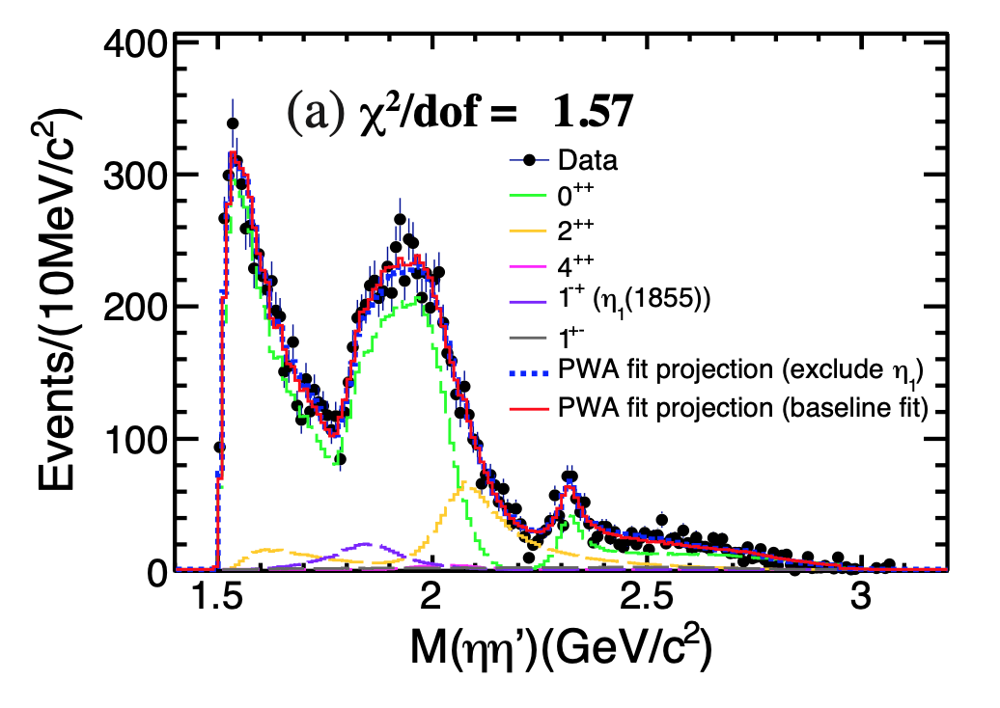 400
300
200
100
0
Events/(10MeV/c²)
(a) χ²/dof = 1.57
Data
0⁺⁺
2⁺⁺
4⁺⁺
1⁻⁺ (η₁(1855))
1⁺⁻
PWA fit projection (exclude η₁)
PWA fit projection (baseline fit)
1.5 2 2.5 3
M(ηη')(GeV/c²)